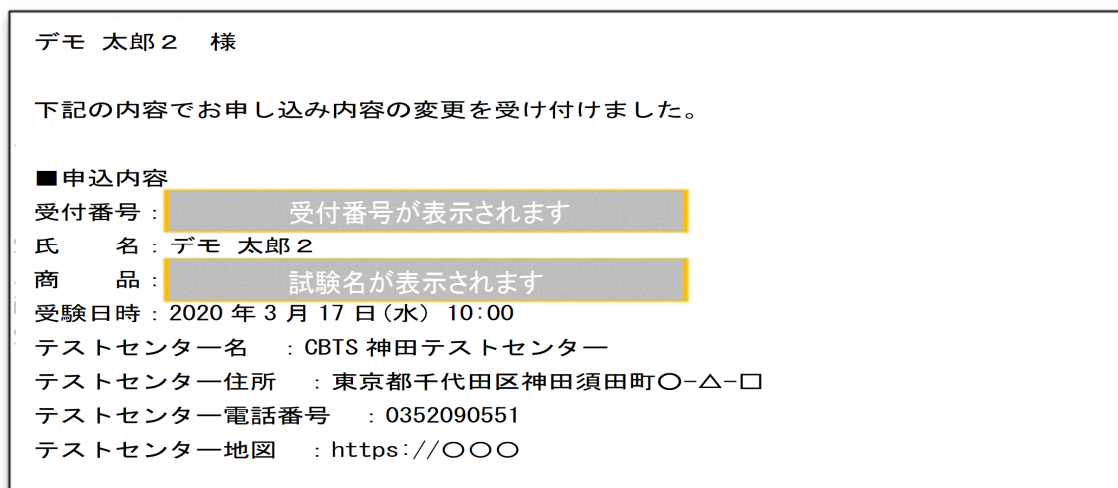 デモ 太郎２　様
下記の内容でお申し込み内容の変更を受け付けました。
■申込内容
受付番号：受付番号が表示されます
氏　　名：デモ 太郎２
商　　品：試験名が表示されます
受験日時：2020 年 3 月 17 日（水） 10:00
テストセンター名　：CBTS 神田テストセンター
テストセンター住所　：東京都千代田区神田須田町〇-△-□
テストセンター電話番号　：0352090551
テストセンター地図　：https://〇〇〇